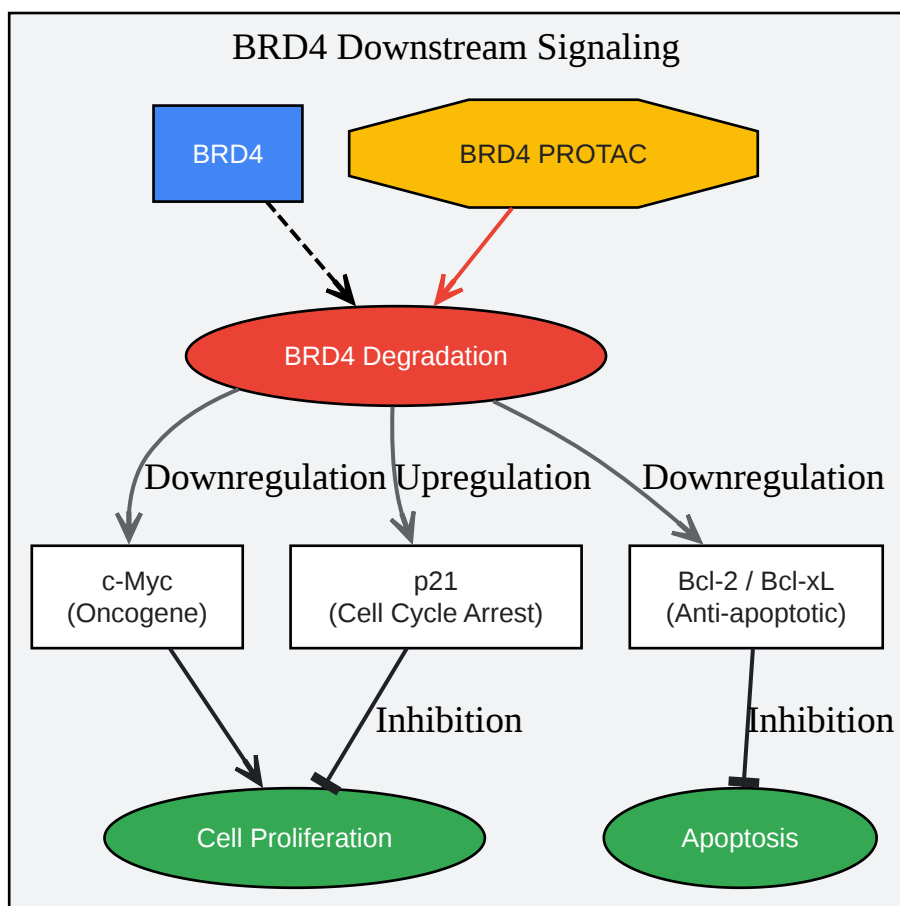 BRD4 Downstream Signaling
BRD4
BRD4 PROTAC
BRD4 Degradation
Downregulation
Upregulation
Downregulation
c-Myc
(Oncogene)
p21
(Cell Cycle Arrest)
Bcl-2 / Bcl-xL
(Anti-apoptotic)
Inhibition
Inhibition
Cell Proliferation
Apoptosis